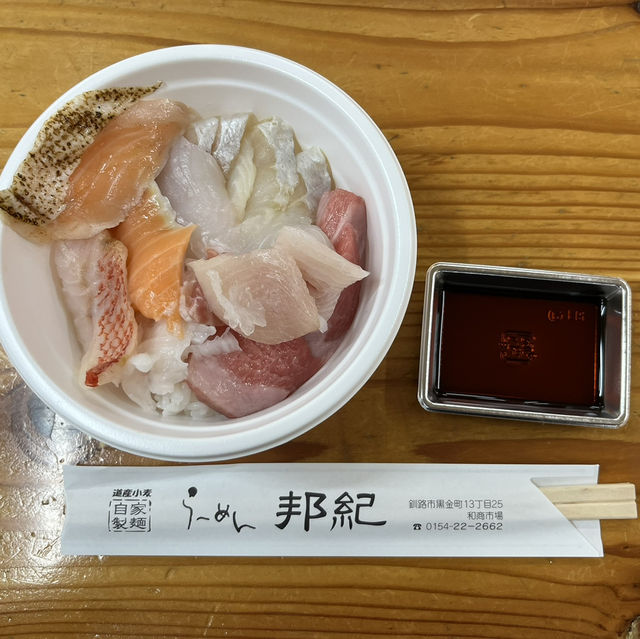 道産小麦
自家
製麺
らーめん 邦紀
釧路市黒金町13丁目25
和商市場
☎ 0154-22-2662